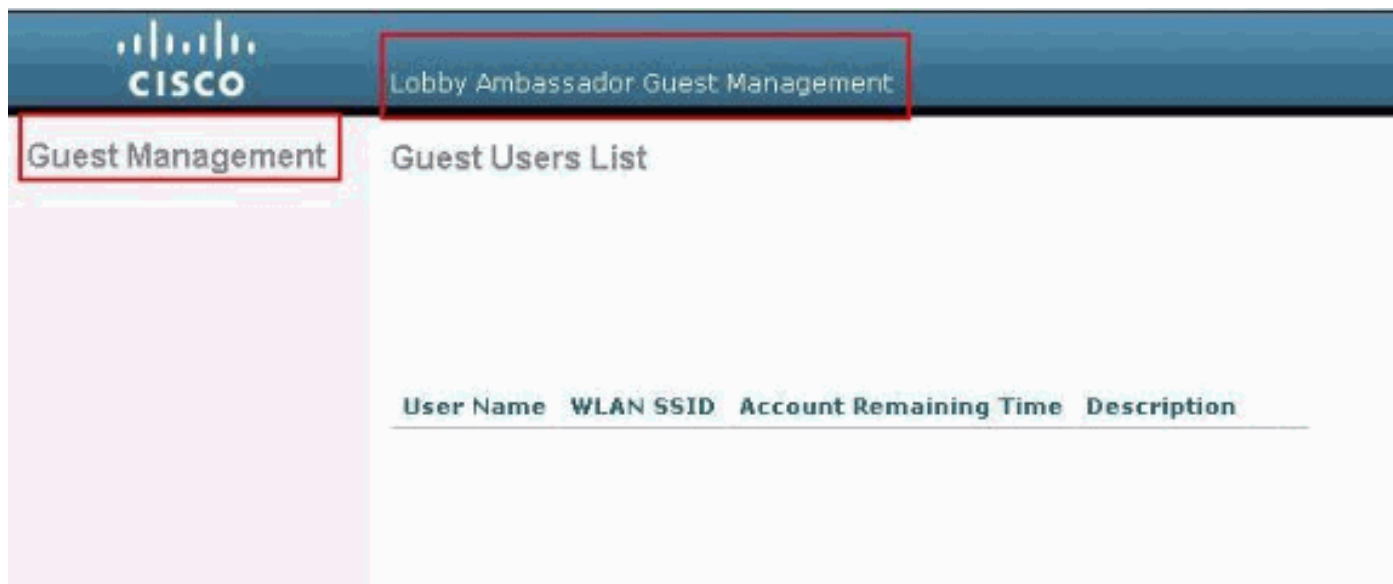 CISCO
Lobby Ambassador Guest Management
Guest Management
Guest Users List
User Name WLAN SSID Account Remaining Time Description